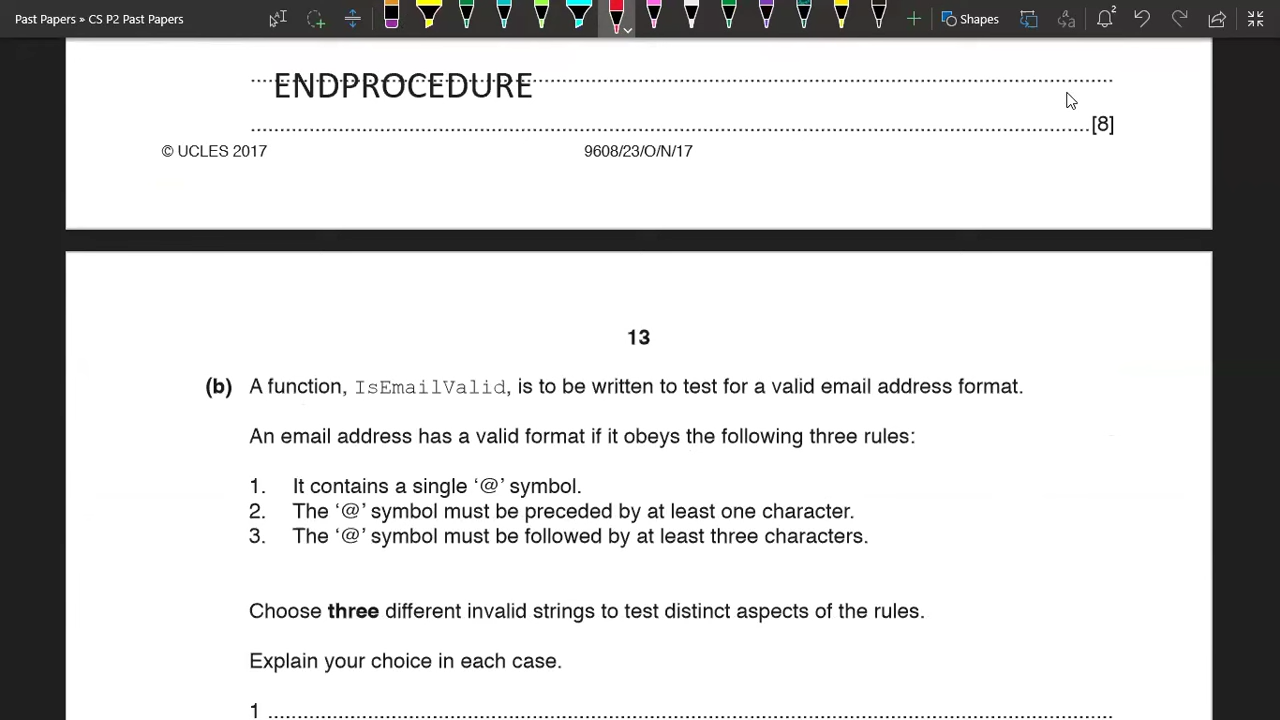 Past Papers » CS P2 Past Papers
Shapes
2
ENDPROCEDURE
[8]
© UCLES 2017
9608/23/O/N/17
13
(b) A function, IsEmailValid, is to be written to test for a valid email address format.
An email address has a valid format if it obeys the following three rules:
1. It contains a single ‘@’ symbol.
2. The ‘@’ symbol must be preceded by at least one character.
3. The ‘@’ symbol must be followed by at least three characters.
Choose three different invalid strings to test distinct aspects of the rules.
Explain your choice in each case.
1